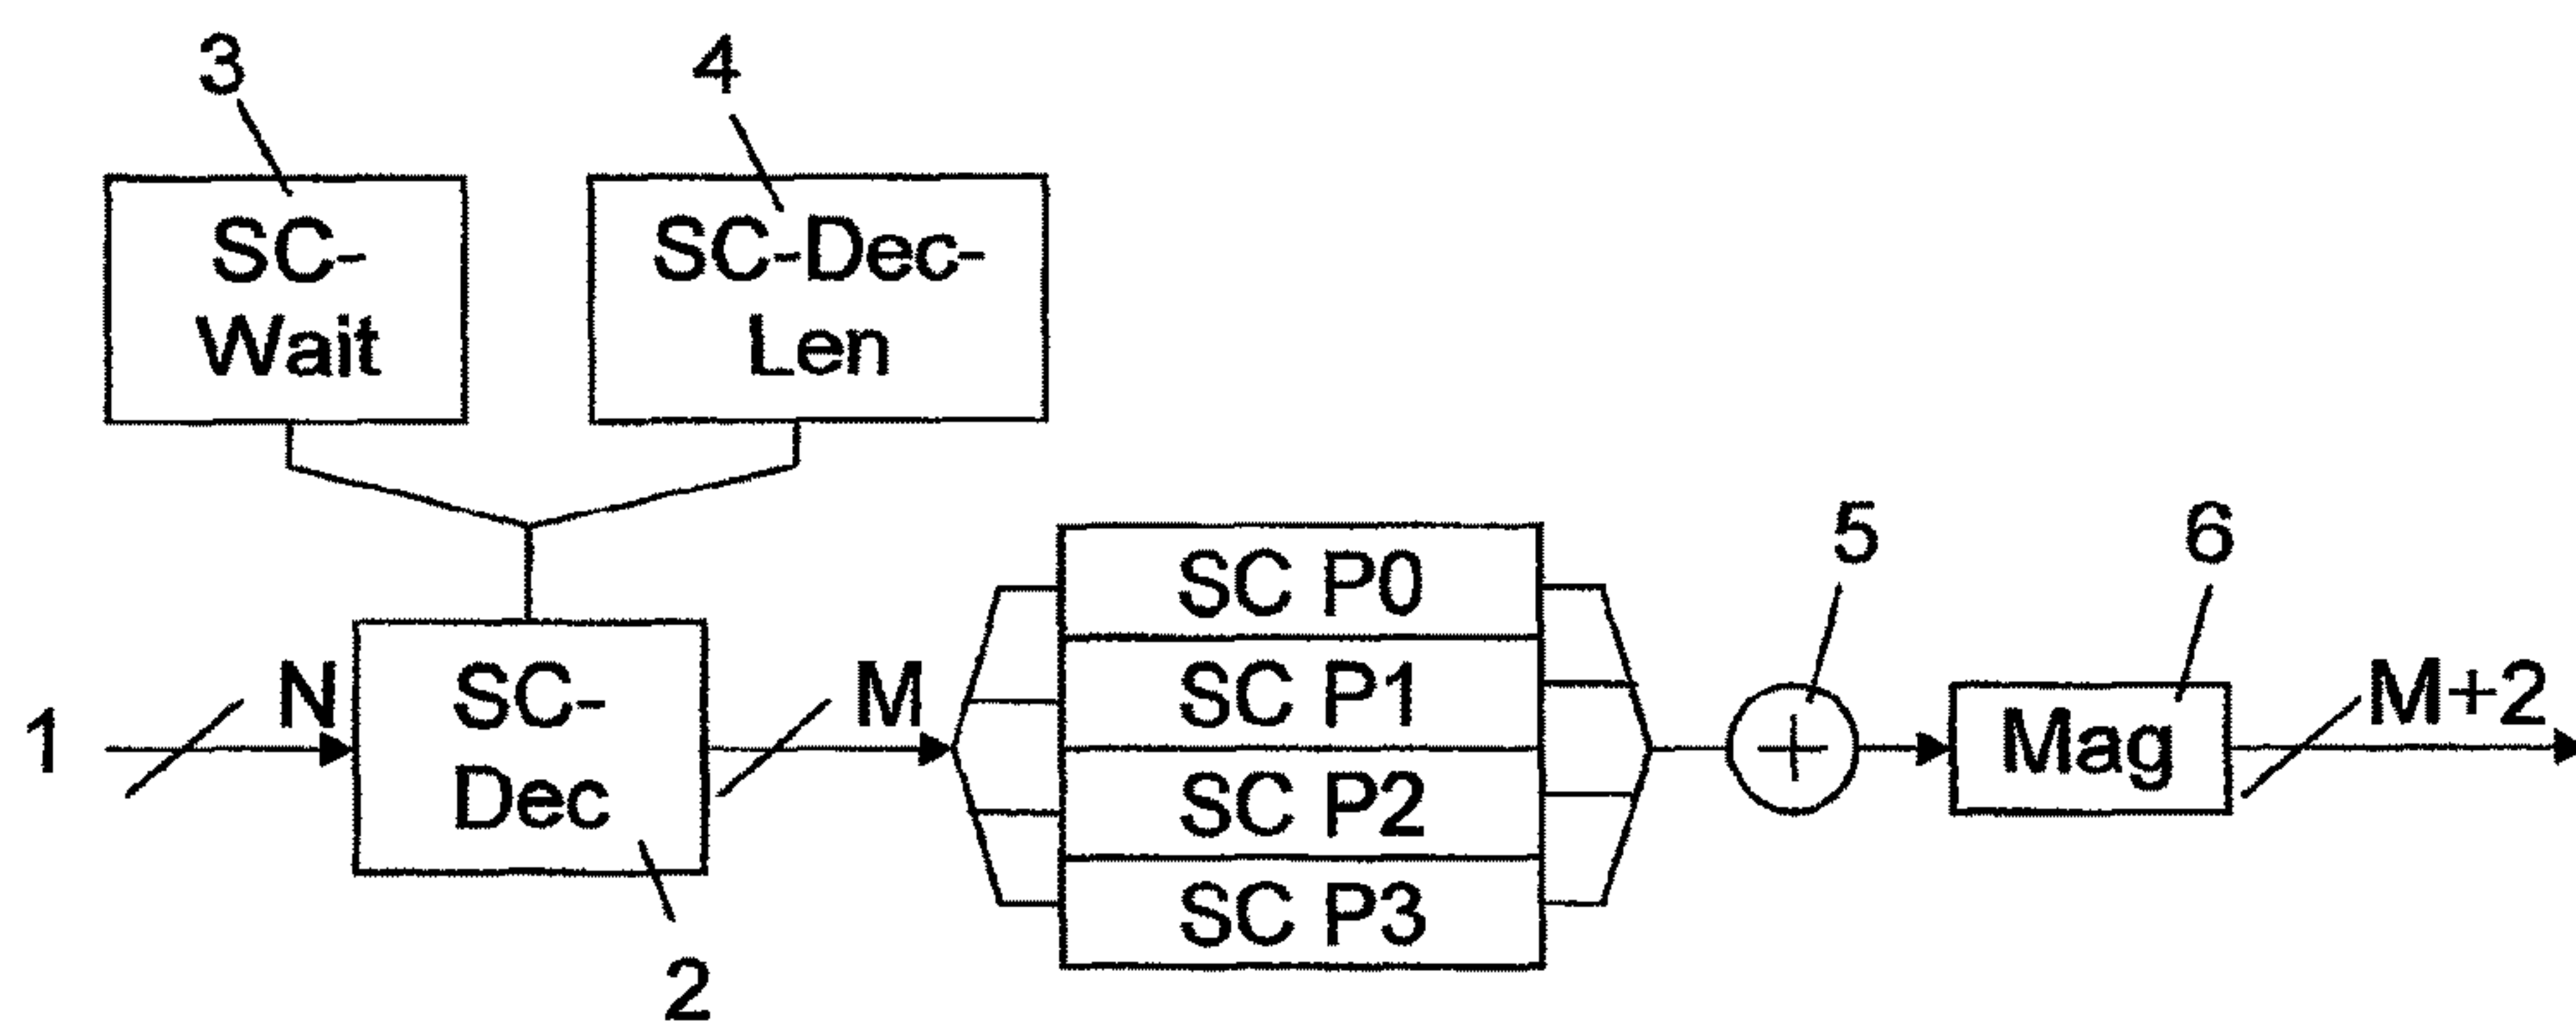 3
4
SC-
Wait
SC-Dec-
Len
5
6
1
N
SC-
Dec
M
SC P0
SC P1
SC P2
SC P3
+
Mag
M+2
2